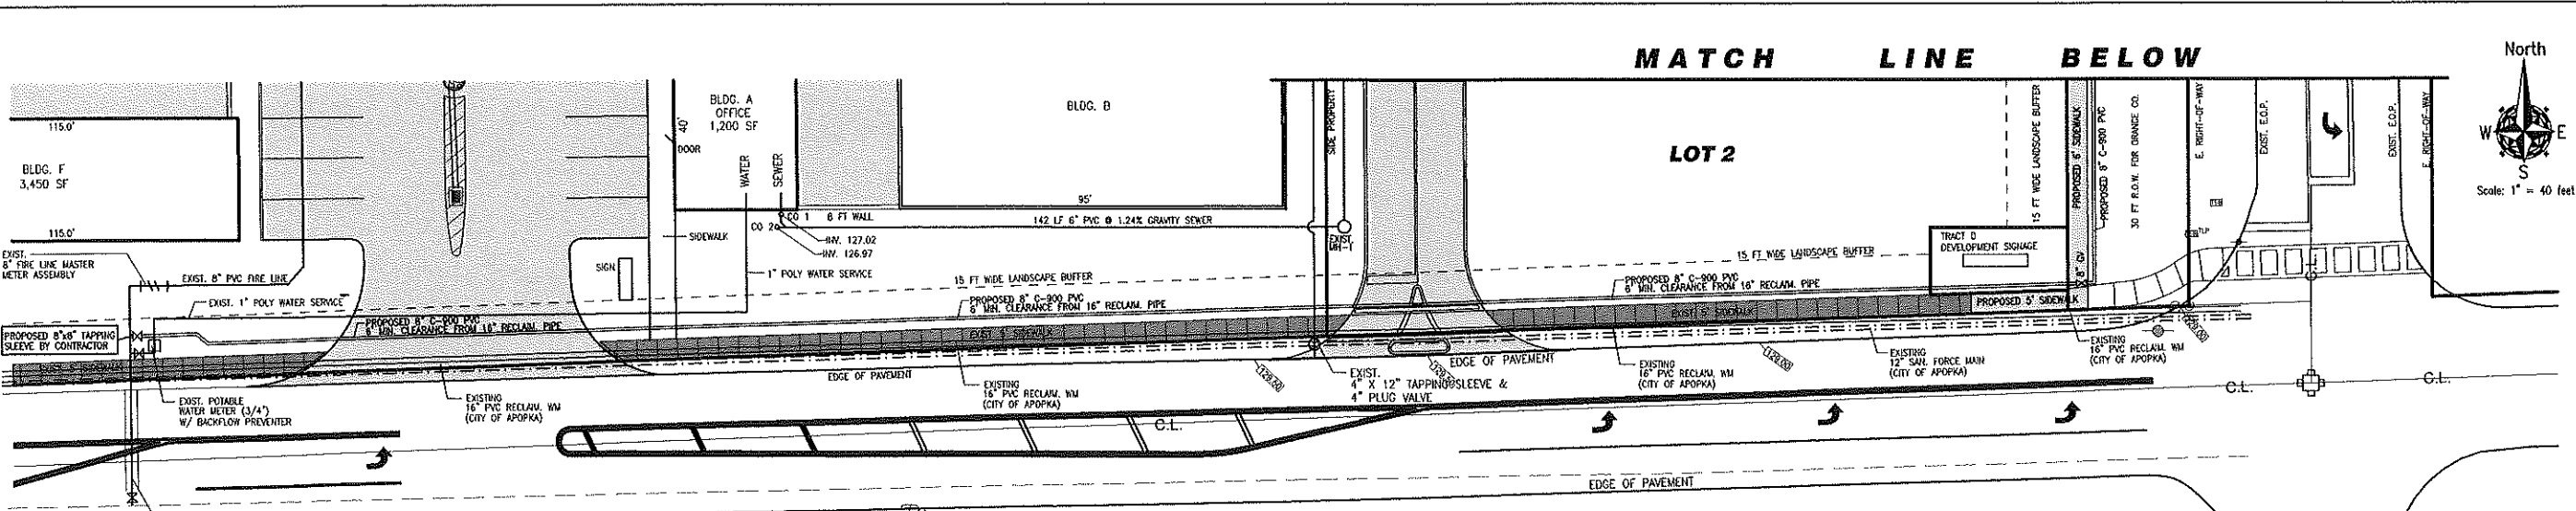 MATCH LINE BELOW
North
W E
S
Scale: 1" = 40 feet
115.0'
BLDG. F
3,450 SF
115.0'
EXIST.
8" FIRE LINE MASTER
METER ASSEMBLY
EXIST. 8" PVC FIRE LINE
EXIST. 1" POLY WATER SERVICE
PROPOSED 8"x8" TAPPING
SLEEVE BY CONTRACTOR
PROPOSED 8" C-900 PVC
6' MIN. CLEARANCE FROM 16" RECLAIM. PIPE
EXIST. POTABLE
WATER METER (3/4")
W/ BACKFLOW PREVENTER
EXISTING
16" PVC RECLAIM. WM
(CITY OF APOPKA)
BLDG. A
OFFICE
1,200 SF
40'
DOOR
WATER
SEWER
SIDEWALK
SIGN
CO 1
6 FT WALL
CO 2
INV. 127.02
INV. 126.97
1" POLY WATER SERVICE
BLDG. B
95'
142 LF 6" PVC @ 1.24% GRAVITY SEWER
15 FT WIDE LANDSCAPE BUFFER
PROPOSED 8" C-900 PVC
6' MIN. CLEARANCE FROM 16" RECLAIM. PIPE
EXIST 5' SIDEWALK
EDGE OF PAVEMENT
EXISTING
16" PVC RECLAIM. WM
(CITY OF APOPKA)
SIDE PROPERTY
EXIST.
MH-1
EXIST.
4" X 12" TAPPING SLEEVE &
4" PLUG VALVE
EDGE OF PAVEMENT
LOT 2
15 FT WIDE LANDSCAPE BUFFER
PROPOSED 8" C-900 PVC
6' MIN. CLEARANCE FROM 16" RECLAIM. PIPE
EXIST 5' SIDEWALK
EXISTING
16" PVC RECLAIM. WM
(CITY OF APOPKA)
EXISTING
12" SAN. FORCE MAIN
(CITY OF APOPKA)
TRACT D
DEVELOPMENT SIGNAGE
PROPOSED 5' SIDEWALK
15 FT WIDE LANDSCAPE BUFFER
PROPOSED 6' SIDEWALK
PROPOSED 8" C-900 PVC
8" GV
30 FT R.O.W. FOR ORANGE CO.
E. RIGHT-OF-WAY
EXIST. E.O.P.
EXIST. E.O.P.
E. RIGHT-OF-WAY
EXISTING
16" PVC RECLAIM. WM
(CITY OF APOPKA)
C.L.
C.L.
C.L.
EDGE OF PAVEMENT